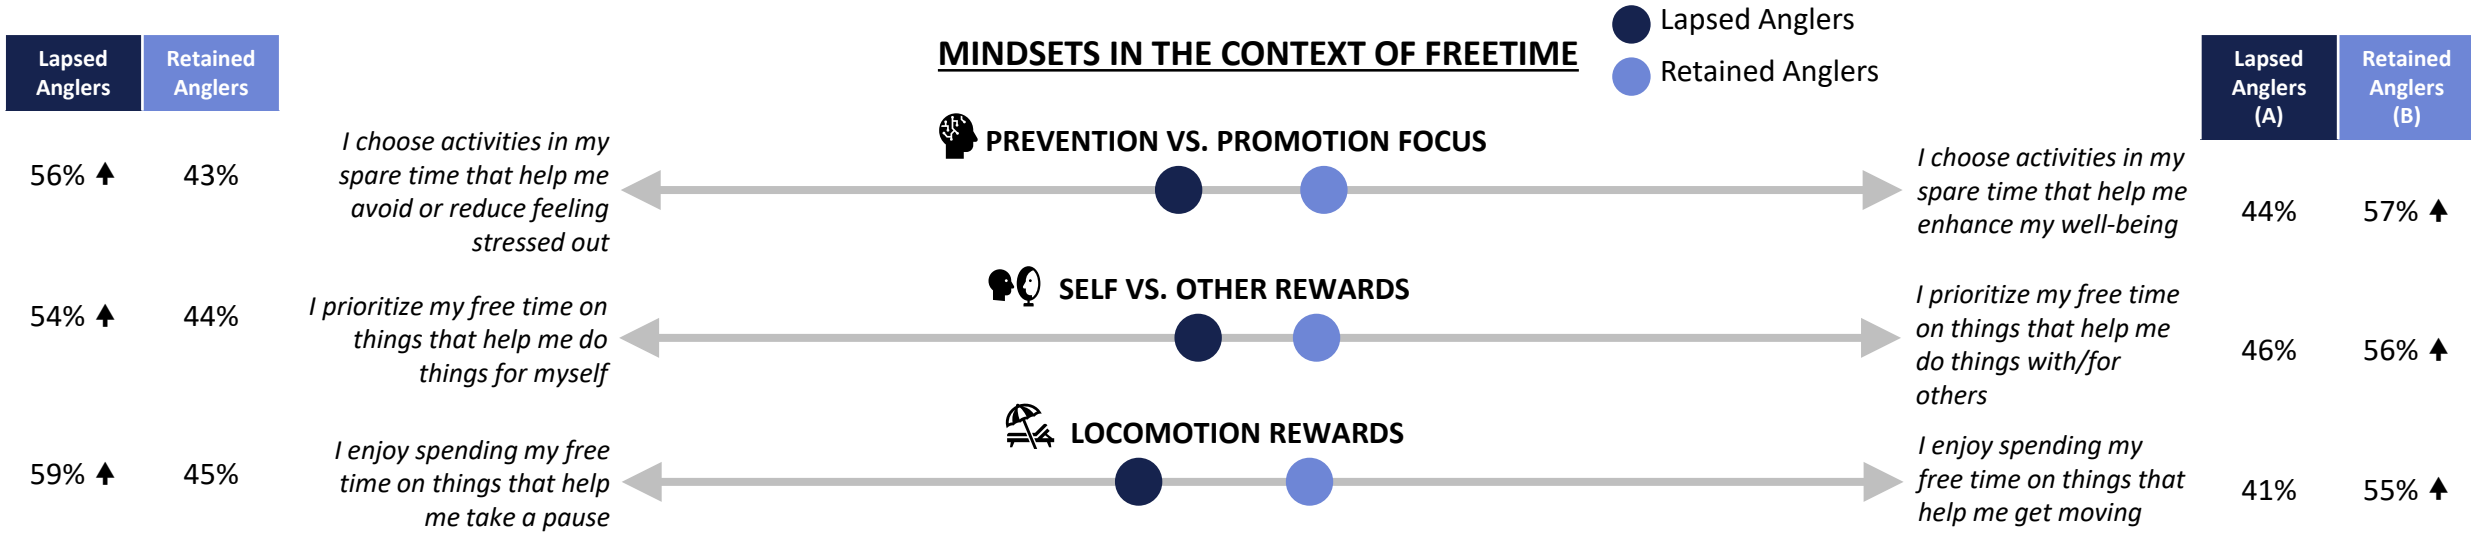 MINDSETS IN THE CONTEXT OF FREETIME
Lapsed Anglers
Retained Anglers
Lapsed
Anglers
Retained
Anglers
Lapsed
Anglers
(A)
Retained
Anglers
(B)
PREVENTION VS. PROMOTION FOCUS
56%
43%
I choose activities in my
spare time that help me
avoid or reduce feeling
stressed out
I choose activities in my
spare time that help me
enhance my well-being
44%
57%
SELF VS. OTHER REWARDS
54%
44%
I prioritize my free time on
things that help me do
things for myself
I prioritize my free time
on things that help me
do things with/for
others
46%
56%
LOCOMOTION REWARDS
59%
45%
I enjoy spending my free
time on things that help
me take a pause
I enjoy spending my
free time on things that
help me get moving
41%
55%